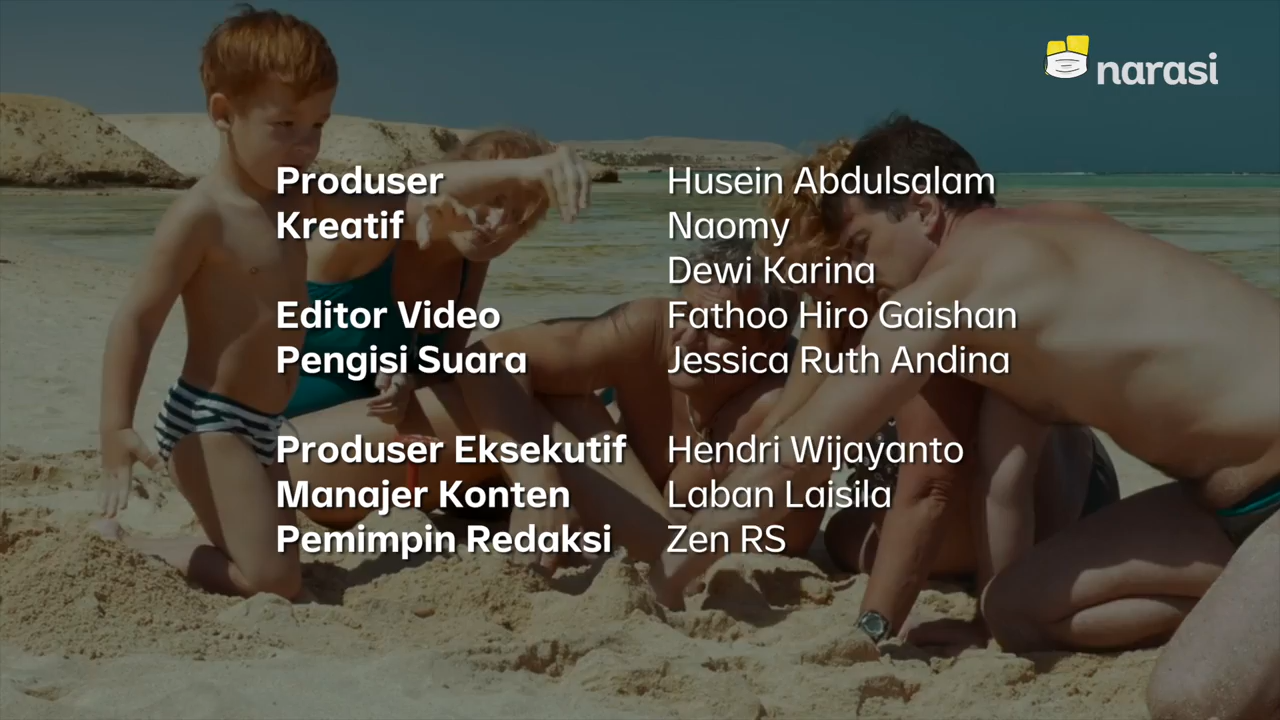 narasi
Produser Husein Abdulsalam
Kreatif Naomy
Dewi Karina
Editor Video Fathoo Hiro Gaishan
Pengisi Suara Jessica Ruth Andina
Produser Eksekutif Hendri Wijayanto
Manajer Konten Laban Laisila
Pemimpin Redaksi Zen RS